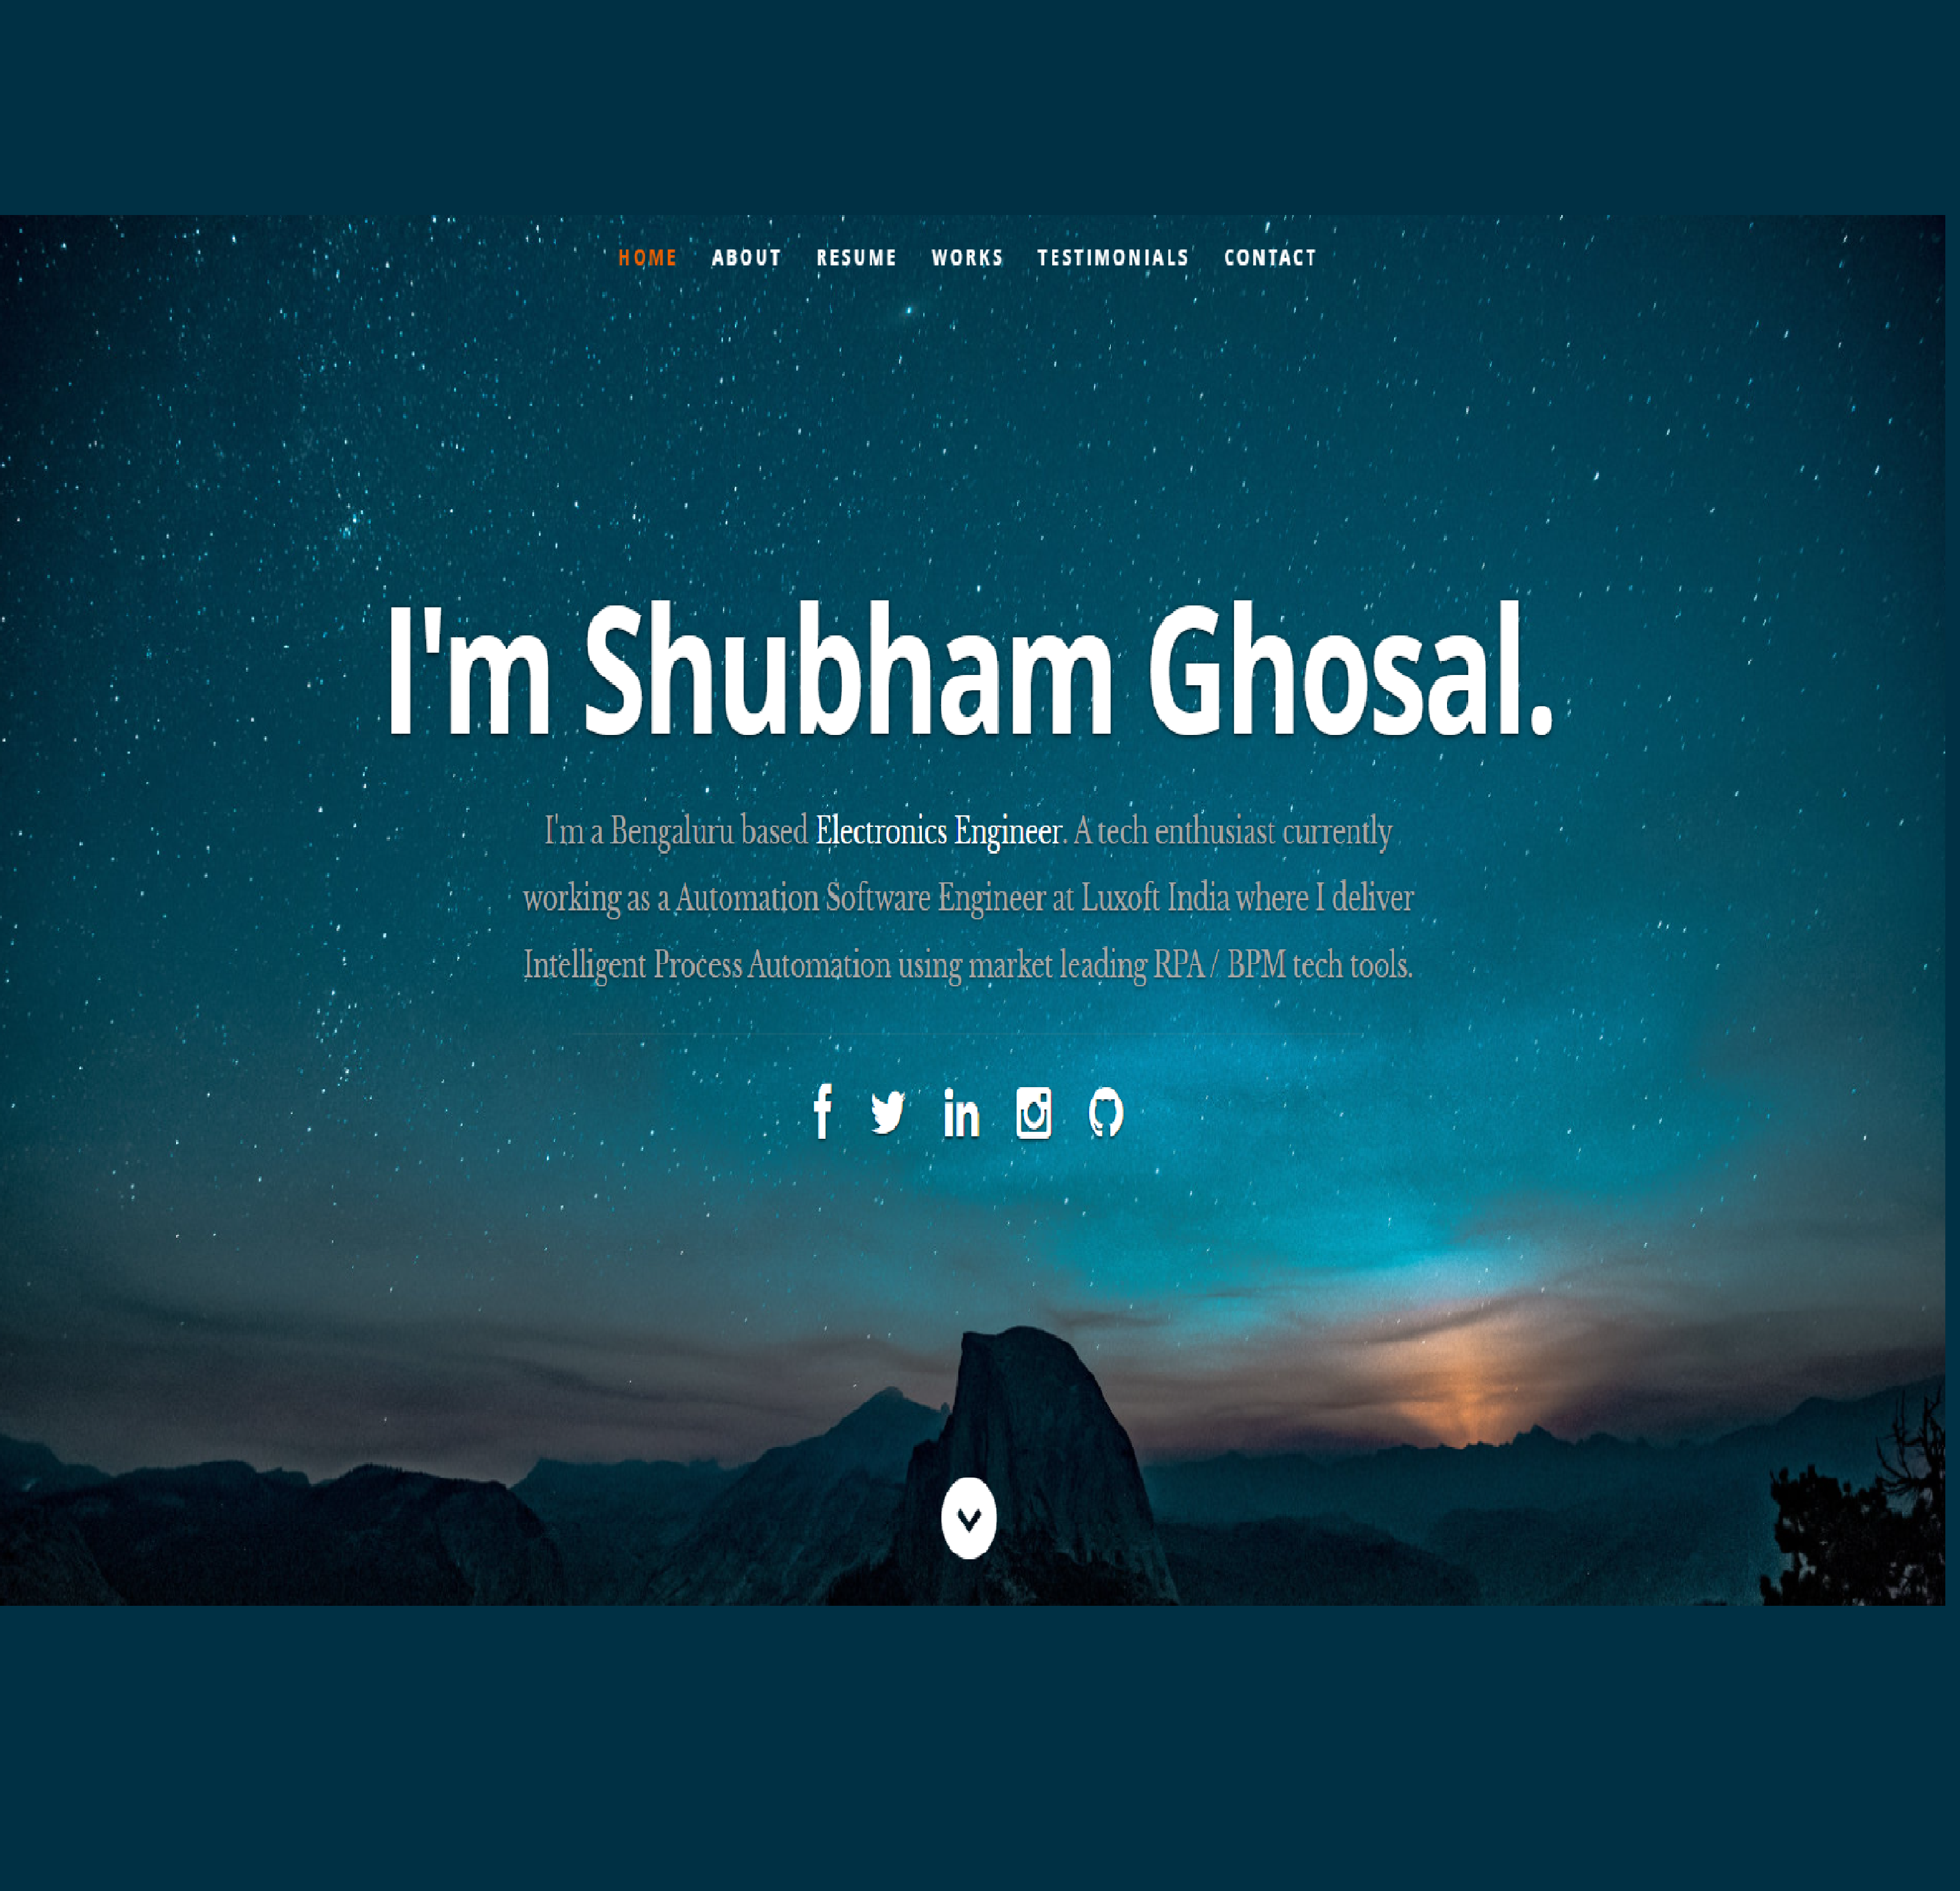 HOME ABOUT RESUME WORKS TESTIMONIALS CONTACT
I'm Shubham Ghosal.
I'm a Bengaluru based Electronics Engineer. A tech enthusiast currently
working as a Automation Software Engineer at Luxoft India where I deliver
Intelligent Process Automation using market leading RPA / BPM tech tools.